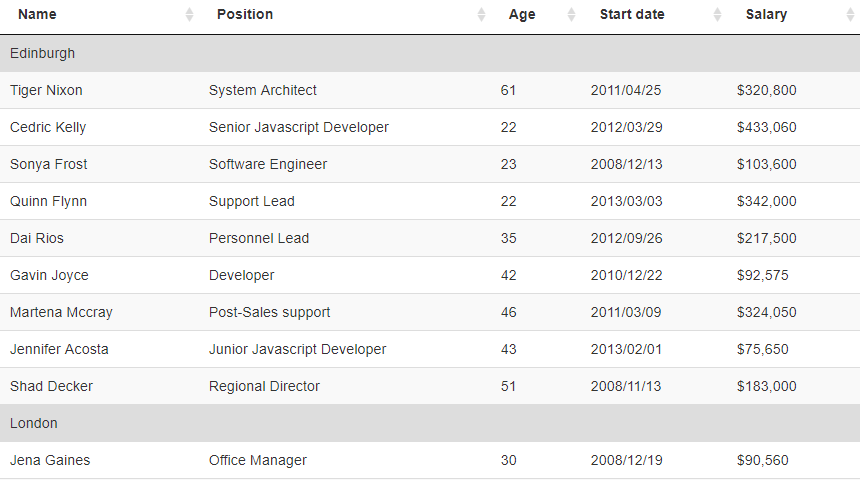 Name Position Age Start date Salary
Edinburgh
Tiger Nixon System Architect 61 2011/04/25 $320,800
Cedric Kelly Senior Javascript Developer 22 2012/03/29 $433,060
Sonya Frost Software Engineer 23 2008/12/13 $103,600
Quinn Flynn Support Lead 22 2013/03/03 $342,000
Dai Rios Personnel Lead 35 2012/09/26 $217,500
Gavin Joyce Developer 42 2010/12/22 $92,575
Martena Mccray Post-Sales support 46 2011/03/09 $324,050
Jennifer Acosta Junior Javascript Developer 43 2013/02/01 $75,650
Shad Decker Regional Director 51 2008/11/13 $183,000
London
Jena Gaines Office Manager 30 2008/12/19 $90,560